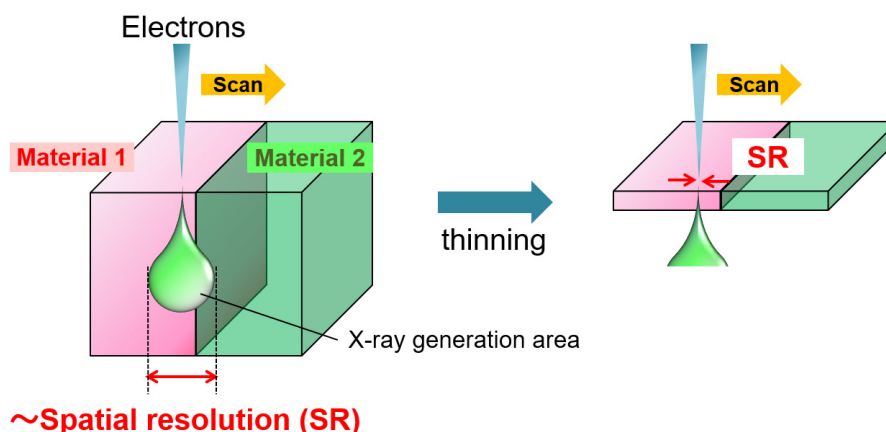 Electrons
Scan
Scan
Material 1
Material 2
SR
thinning
X-ray generation area
～Spatial resolution (SR)